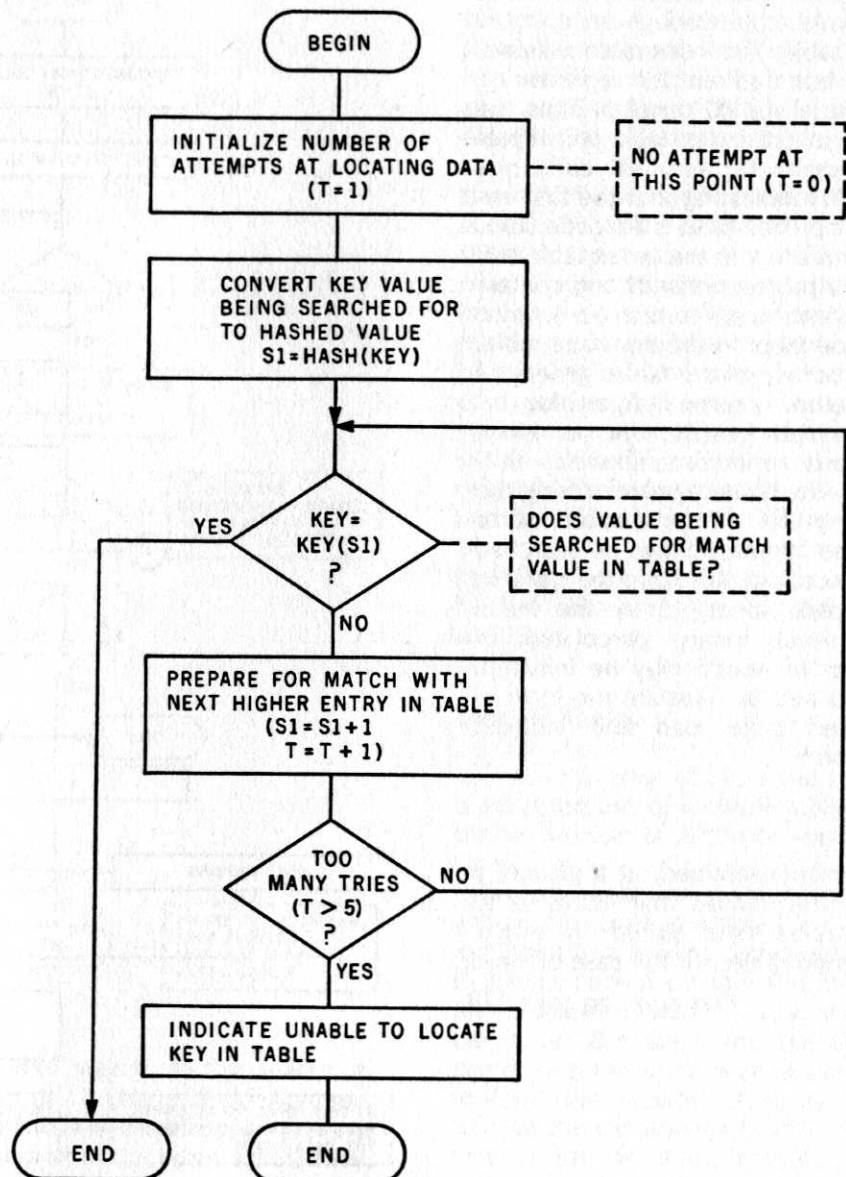 BEGIN
INITIALIZE NUMBER OF
ATTEMPTS AT LOCATING DATA
(T=1)
NO ATTEMPT AT
THIS POINT (T=0)
CONVERT KEY VALUE
BEING SEARCHED FOR
TO HASHED VALUE
S1=HASH(KEY)
YES
KEY=
KEY(S1)
?
DOES VALUE BEING
SEARCHED FOR MATCH
VALUE IN TABLE?
NO
PREPARE FOR MATCH WITH
NEXT HIGHER ENTRY IN TABLE
(S1=S1+1
T=T+1)
TOO
MANY TRIES
(T>5)
?
NO
YES
INDICATE UNABLE TO LOCATE
KEY IN TABLE
END
END